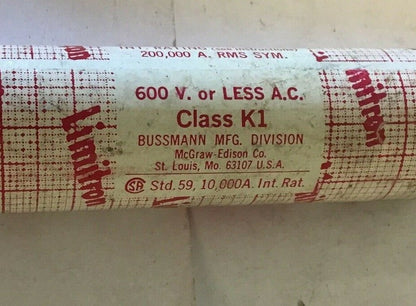 200,000 A. RMS SYM.
600 V. or LESS A.C.
Class K1
BUSSMANN MFG. DIVISION
McGraw-Edison Co.
St. Louis, Mo. 63107 U.S.A.
Std. 59, 10,000A. Int. Rat.
Limitron
mitron